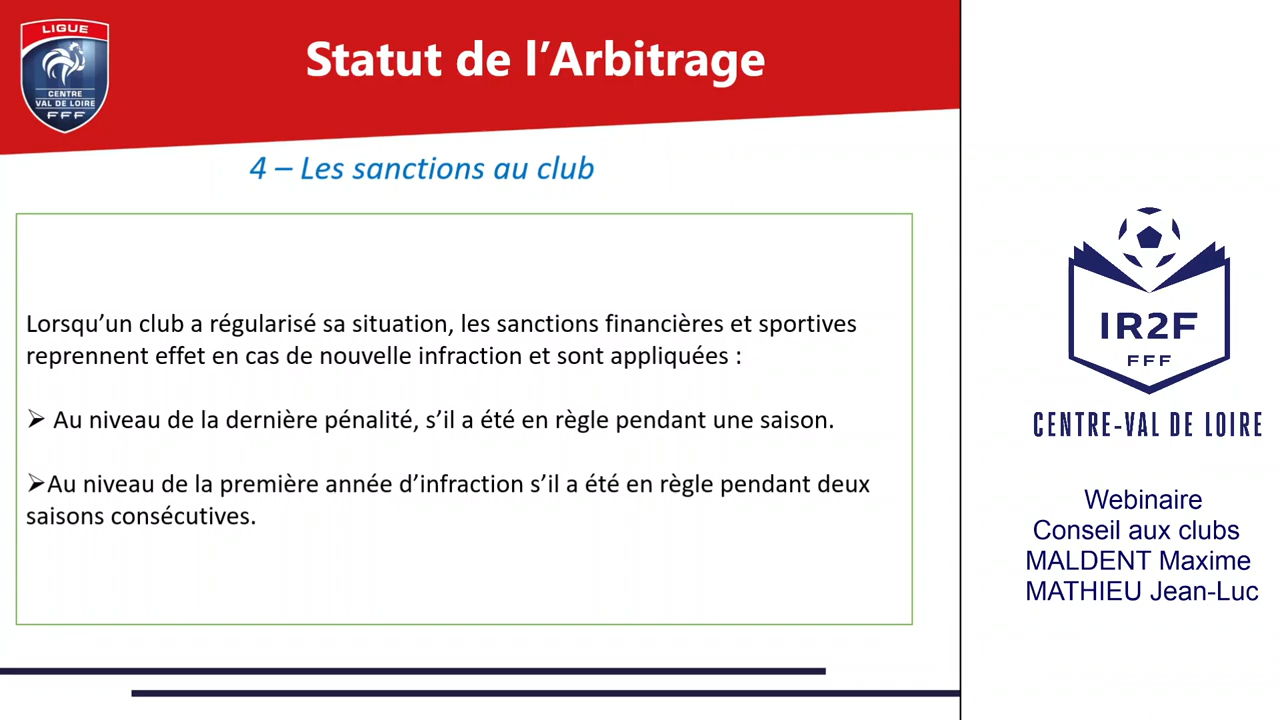 LIGUE
CENTRE
VAL DE LOIRE
FFF
Statut de l’Arbitrage
4 – Les sanctions au club
Lorsqu’un club a régularisé sa situation, les sanctions financières et sportives
reprennent effet en cas de nouvelle infraction et sont appliquées :
➢ Au niveau de la dernière pénalité, s’il a été en règle pendant une saison.
➢Au niveau de la première année d’infraction s’il a été en règle pendant deux
saisons consécutives.
IR2F
FFF
CENTRE-VAL DE LOIRE
Webinaire
Conseil aux clubs
MALDENT Maxime
MATHIEU Jean-Luc